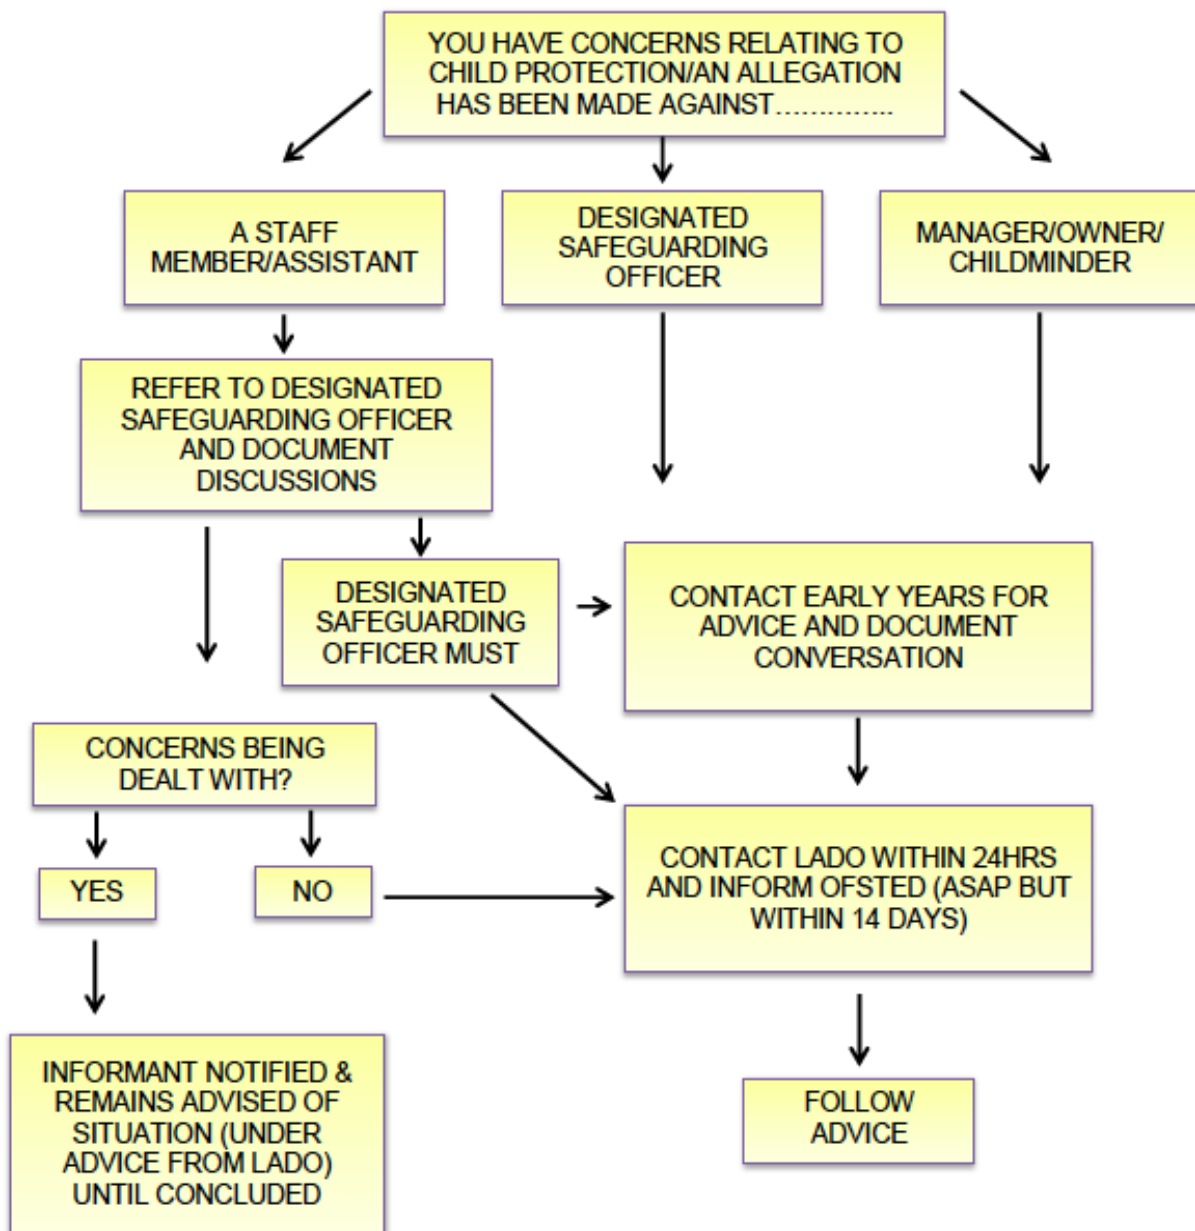 YOU HAVE CONCERNS RELATING TO
CHILD PROTECTION/AN ALLEGATION
HAS BEEN MADE AGAINST…………..
A STAFF
MEMBER/ASSISTANT
DESIGNATED
SAFEGUARDING
OFFICER
MANAGER/OWNER/
CHILDMINDER
REFER TO DESIGNATED
SAFEGUARDING OFFICER
AND DOCUMENT
DISCUSSIONS
DESIGNATED
SAFEGUARDING
OFFICER MUST
CONTACT EARLY YEARS FOR
ADVICE AND DOCUMENT
CONVERSATION
CONCERNS BEING
DEALT WITH?
YES
NO
CONTACT LADO WITHIN 24HRS
AND INFORM OFSTED (ASAP BUT
WITHIN 14 DAYS)
INFORMANT NOTIFIED &
REMAINS ADVISED OF
SITUATION (UNDER
ADVICE FROM LADO)
UNTIL CONCLUDED
FOLLOW
ADVICE